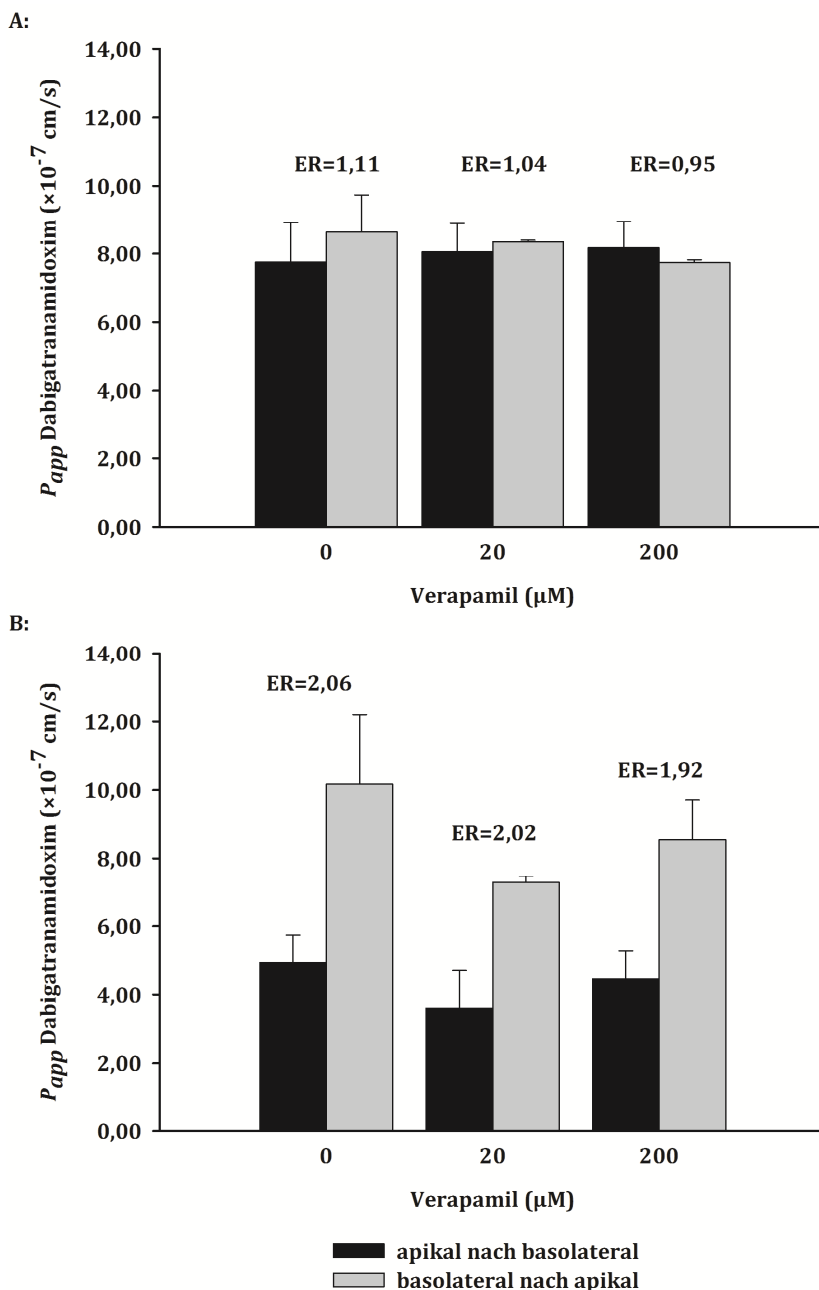 A:
14,00
12,00
10,00
8,00
6,00
4,00
2,00
0,00
Papp Dabigatranamidoxim (×10⁻⁷ cm/s)
ER=1,11
ER=1,04
ER=0,95
0
20
200
Verapamil (µM)
B:
14,00
12,00
10,00
8,00
6,00
4,00
2,00
0,00
Papp Dabigatranamidoxim (×10⁻⁷ cm/s)
ER=2,06
ER=2,02
ER=1,92
0
20
200
Verapamil (µM)
apikal nach basolateral
basolateral nach apikal